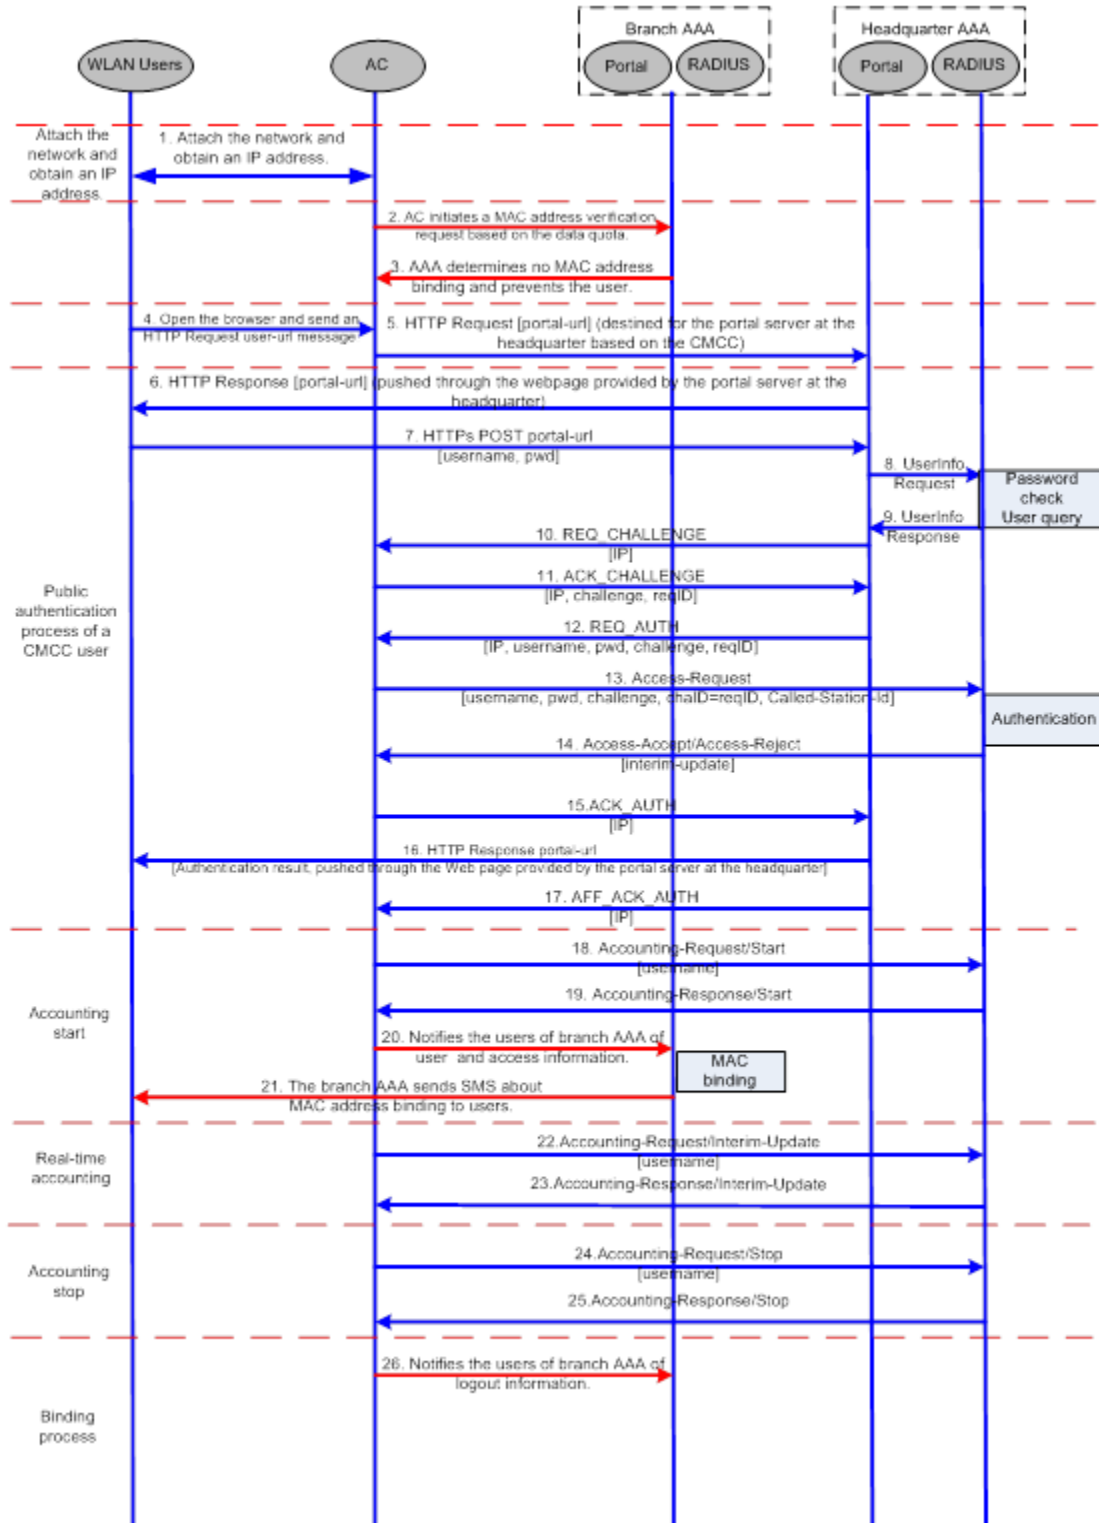 Branch AAA
Headquarter AAA
WLAN Users
AC
Portal
RADIUS
Portal
RADIUS
Attach the
network and
obtain an IP
address.
1. Attach the network and
obtain an IP address.
2. AC initiates a MAC address verification
request based on the data quota.
3. AAA determines no MAC address
binding and prevents the user.
4. Open the browser and send an
HTTP Request user-url message
5. HTTP Request [portal-url] (destined for the portal server at the
headquarter based on the CMCC)
6. HTTP Response [portal-url] (pushed through the webpage provided by the portal server at the
headquarter)
7. HTTPs POST portal-url
[username, pwd]
8. UserInfo
Request
Password
check
User query
9. UserInfo
Response
10. REQ_CHALLENGE
[IP]
11. ACK_CHALLENGE
[IP, challenge, reqID]
Public
authentication
process of a
CMCC user
12. REQ_AUTH
[IP, username, pwd, challenge, reqID]
13. Access-Request
[username, pwd, challenge, chaID=reqID, Called-Station-Id]
Authentication
14. Access-Accept/Access-Reject
[interim-update]
15.ACK_AUTH
[IP]
16. HTTP Response portal-url
[Authentication result, pushed through the Web page provided by the portal server at the headquarter]
17. AFF_ACK_AUTH
[IP]
18. Accounting-Request/Start
[username]
19. Accounting-Response/Start
Accounting
start
20. Notifies the users of branch AAA of
user and access information.
MAC
binding
21. The branch AAA sends SMS about
MAC address binding to users.
Real-time
accounting
22.Accounting-Request/Interim-Update
[username]
23.Accounting-Response/Interim-Update
Accounting
stop
24.Accounting-Request/Stop
[username]
25.Accounting-Response/Stop
26. Notifies the users of branch AAA of
logout information.
Binding
process